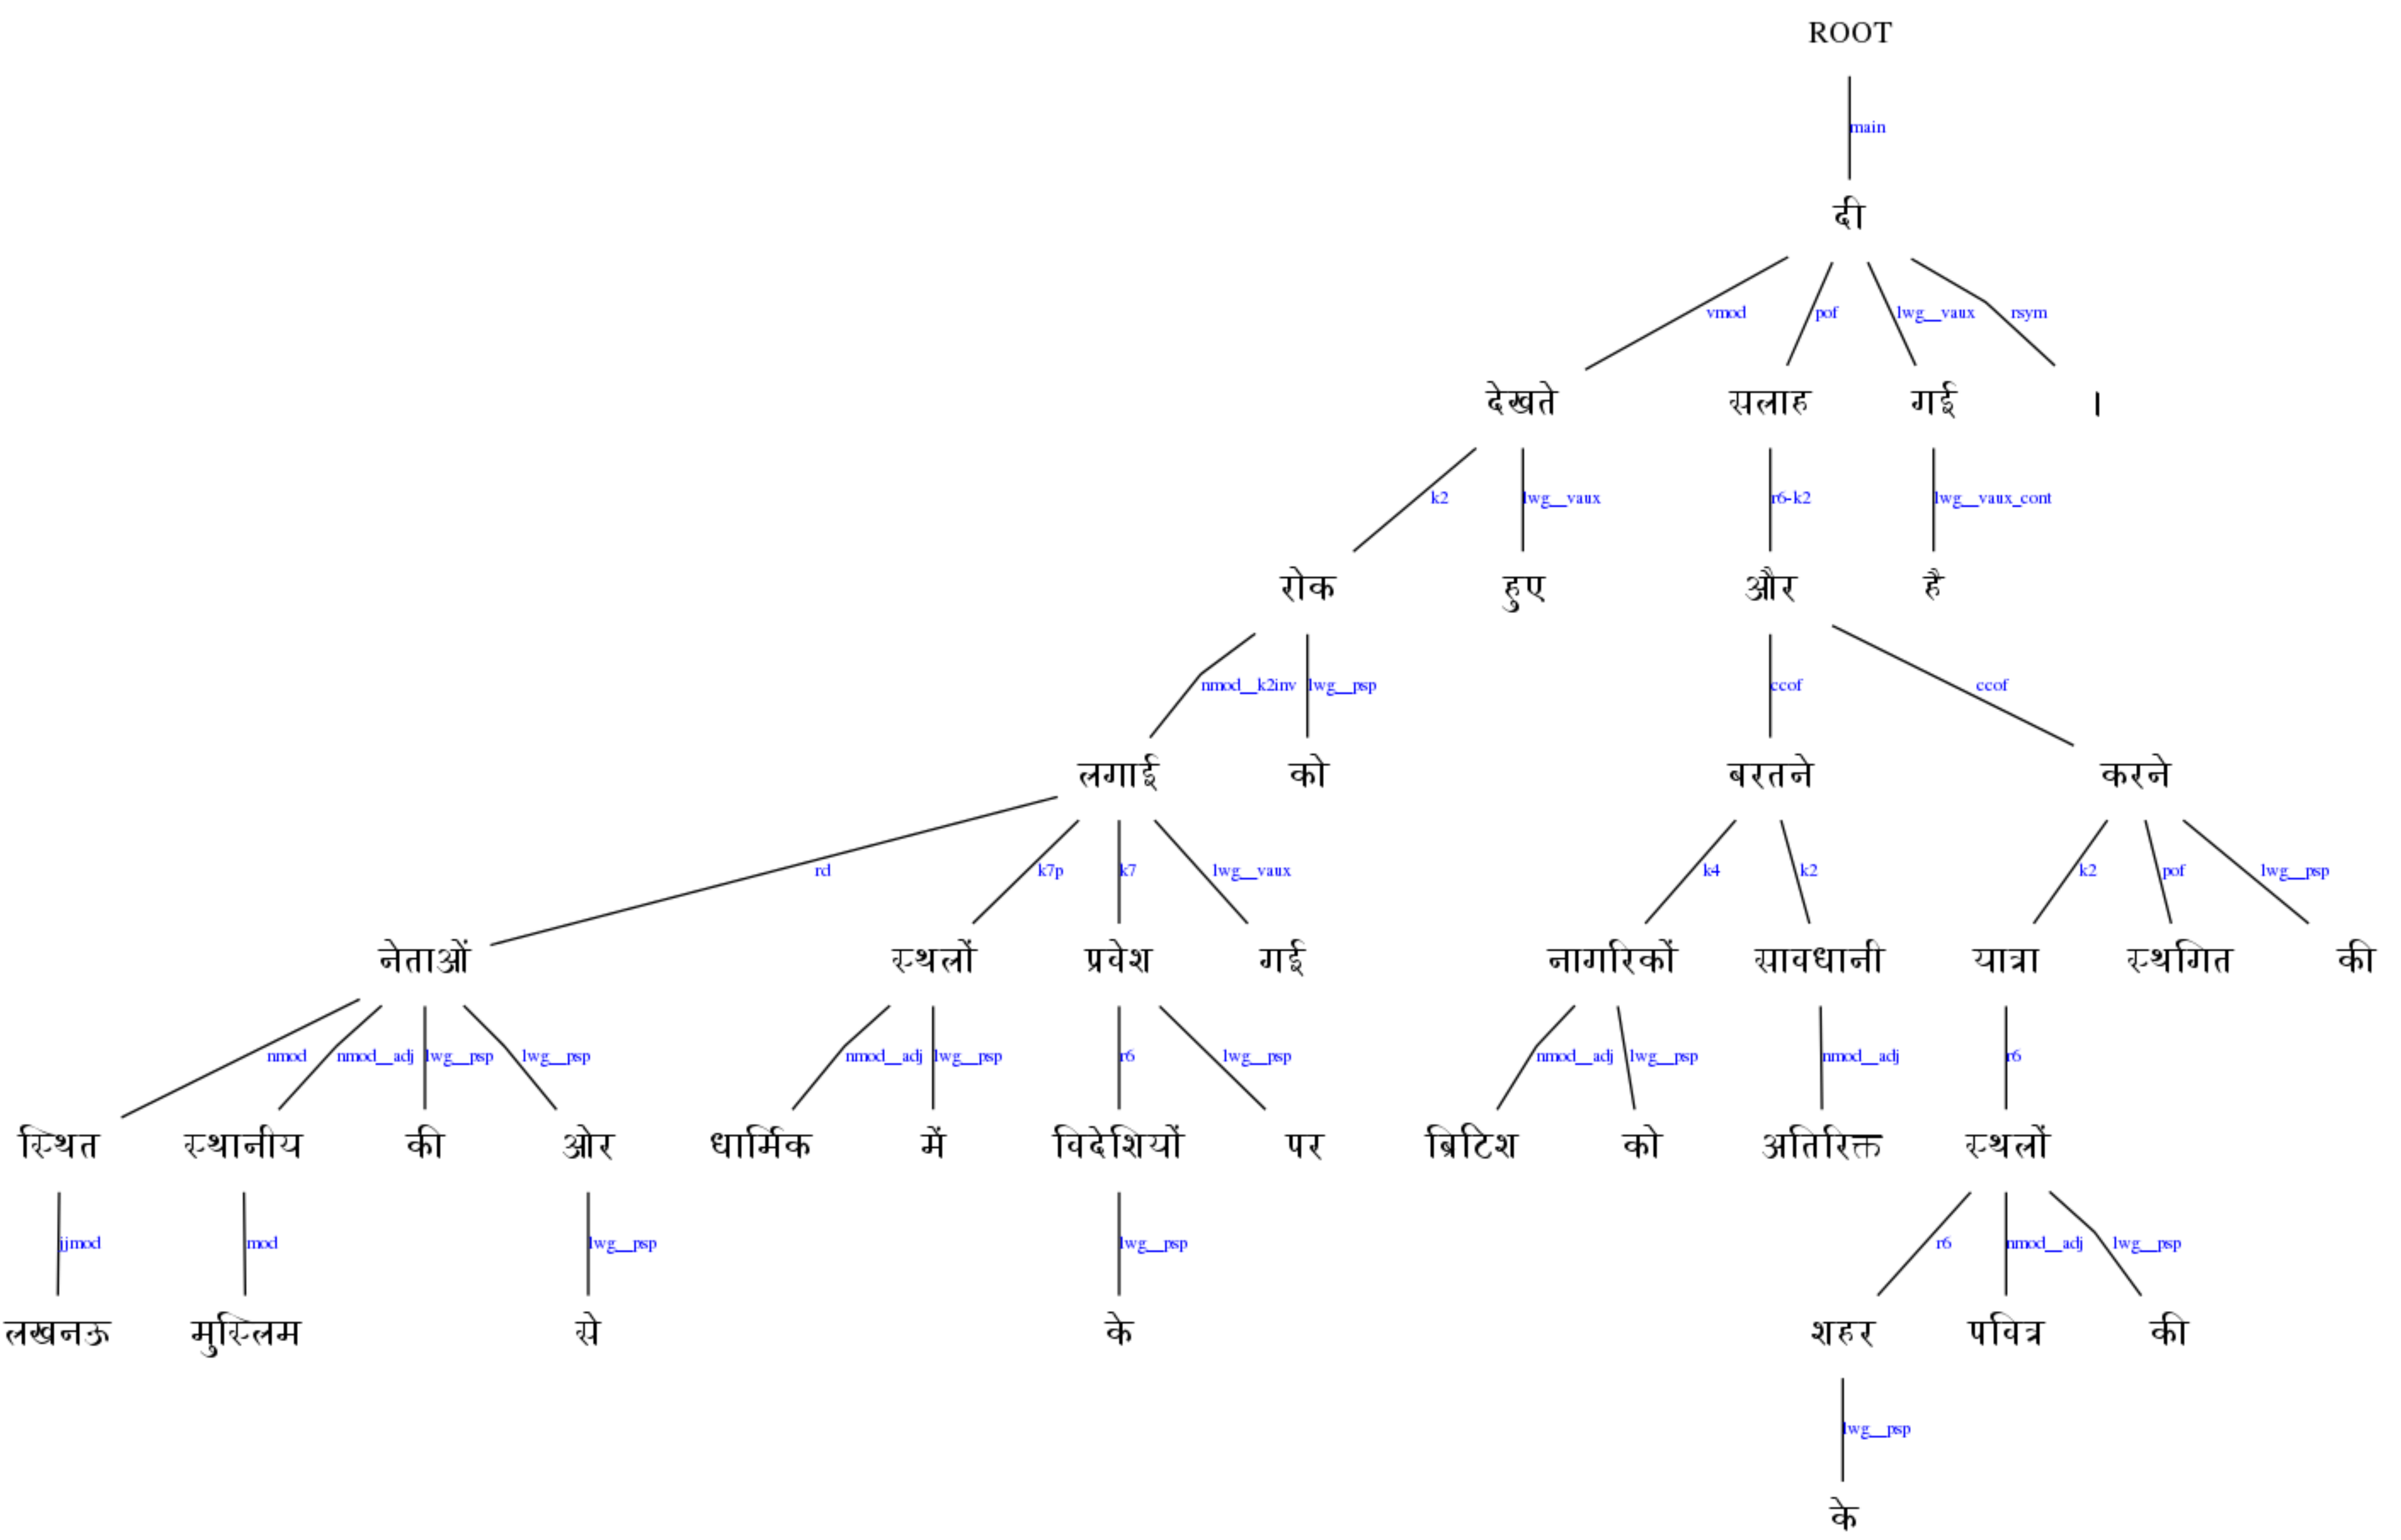 ROOT
main
दी
vmod pof lwg__vaux rsym
देखते सलाह गई ।
k2 lwg__vaux r6-k2 lwg__vaux_cont
रोक हुए और है
nmod__k2inv lwg__psp ccof ccof
लगाई को बरतने करने
rd k7p k7 lwg__vaux k4 k2 k2 pof lwg__psp
नेताओं स्थलों प्रवेश गई नागरिकों सावधानी यात्रा स्थगित की
nmod nmod__adj lwg__psp lwg__psp nmod__adj lwg__psp r6 lwg__psp nmod__adj lwg__psp nmod__adj r6
स्थित स्थानीय की ओर धार्मिक में विदेशियों पर ब्रिटिश को अतिरिक्त स्थलों
jjmod mod lwg__psp lwg__psp r6 nmod__adj lwg__psp
लखनऊ मुस्लिम से के शहर पवित्र की
lwg__psp
के